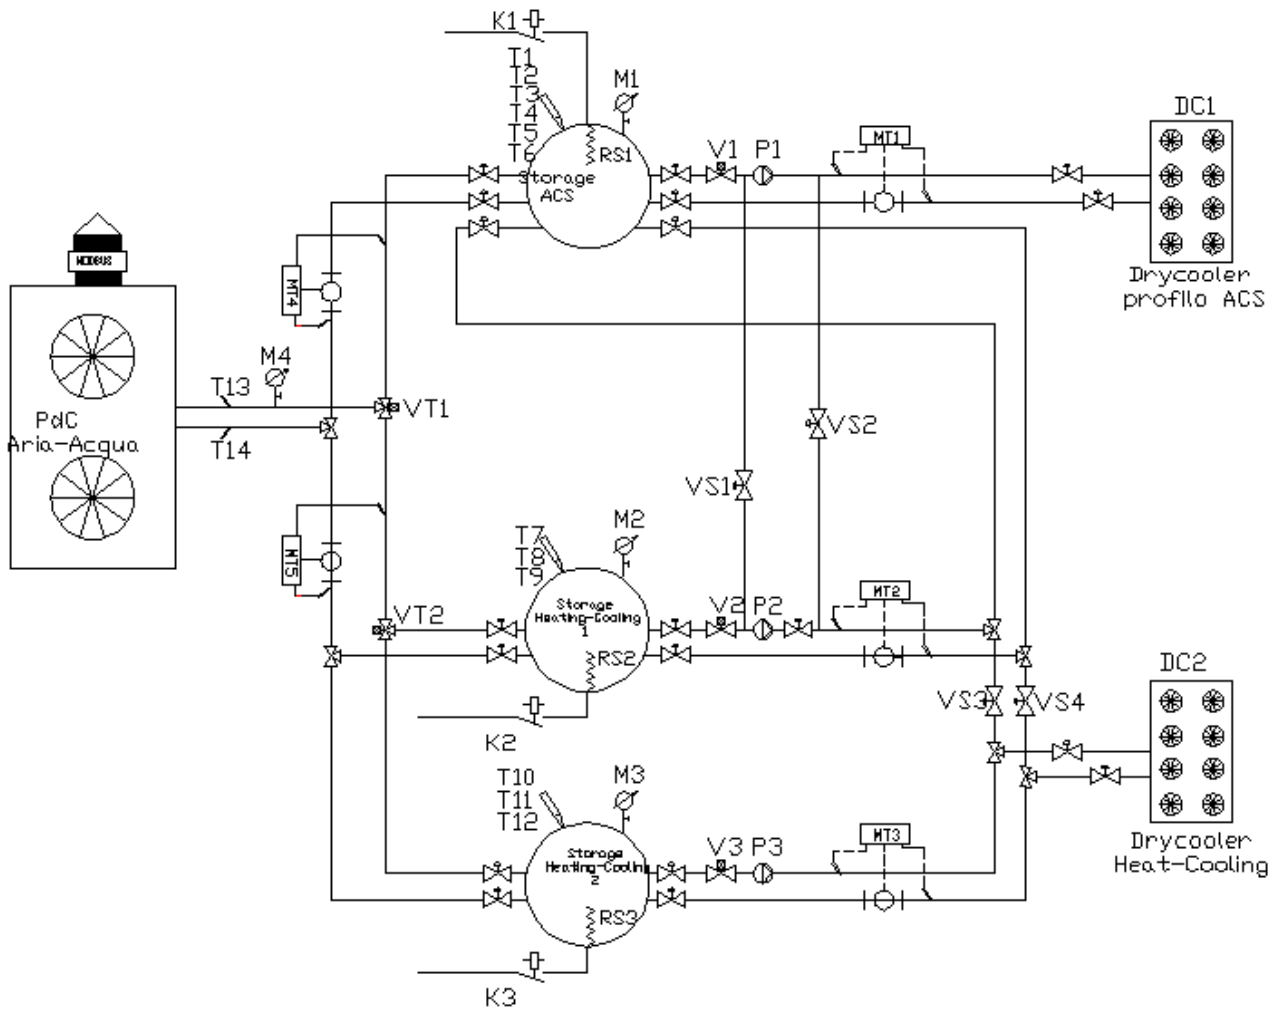 K1
T1
T2
T3
T4
T5
T6
M1
RS1
Storage
ACS
V1
P1
MT1
DC1
Drycooler
profilo ACS
MODBUS
MT4
M4
T13
T14
PdC
Aria-Acqua
VT1
VS2
VS1
MT5
T7
T8
T9
M2
VT2
Storage
Heating-Cooling
1
RS2
V2
P2
MT2
K2
VS3
VS4
DC2
T10
T11
T12
M3
Storage
Heating-Cooling
2
RS3
V3
P3
MT3
Drycooler
Heat-Cooling
K3